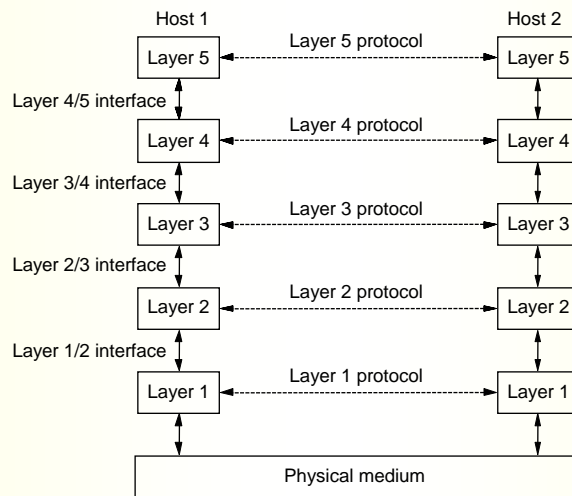 Host 1
Host 2
Layer 5
Layer 5 protocol
Layer 5
Layer 4/5 interface
Layer 4
Layer 4 protocol
Layer 4
Layer 3/4 interface
Layer 3
Layer 3 protocol
Layer 3
Layer 2/3 interface
Layer 2
Layer 2 protocol
Layer 2
Layer 1/2 interface
Layer 1
Layer 1 protocol
Layer 1
Physical medium